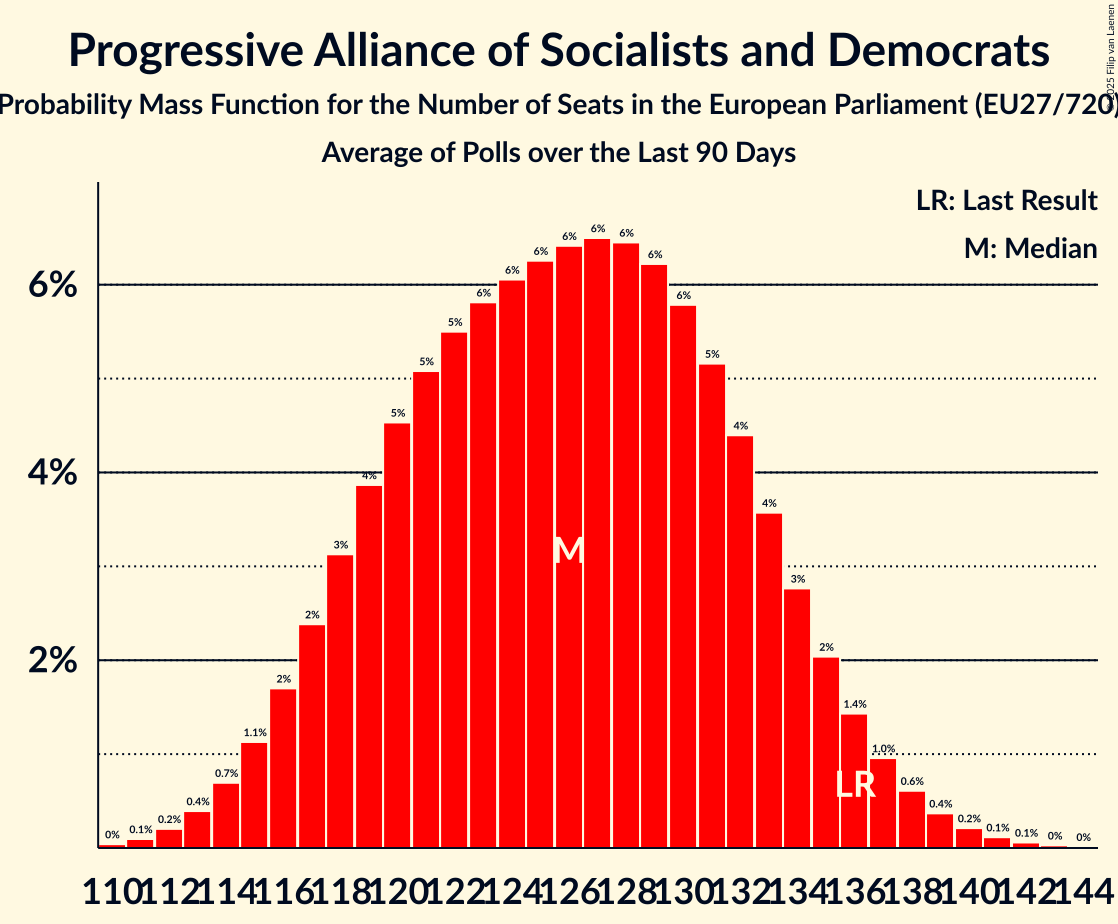 Progressive Alliance of Socialists and Democrats
Probability Mass Function for the Number of Seats in the European Parliament (EU27/720)
Average of Polls over the Last 90 Days
© 2025 Filip van Laenen
LR: Last Result
M: Median
6%
4%
2%
0% 0.1% 0.2% 0.4% 0.7% 1.1% 2% 2% 3% 4% 5% 5% 5% 6% 6% 6% 6% 6% 6% 6% 6% 5% 4% 4% 3% 2% 1.4% 1.0% 0.6% 0.4% 0.2% 0.1% 0.1% 0% 0%
M
LR
110 112 114 116 118 120 122 124 126 128 130 132 134 136 138 140 142 144